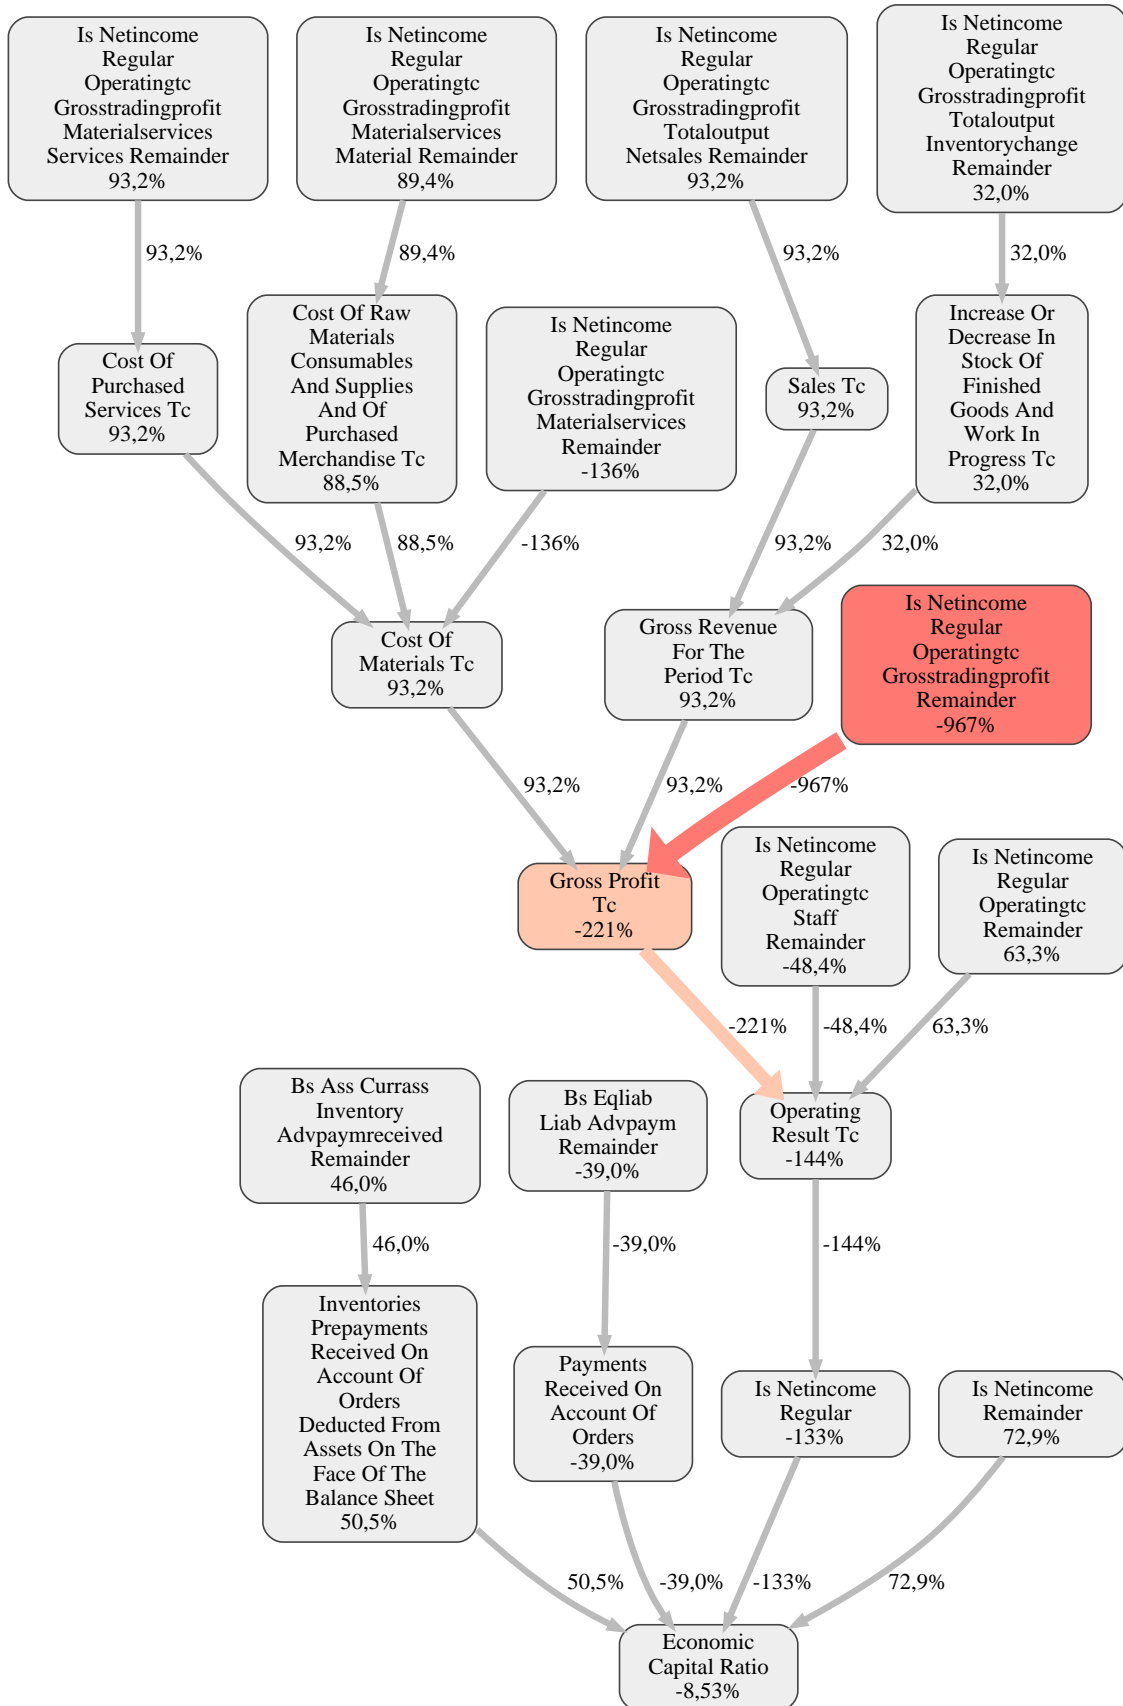 Is Netincome
Regular
Operatingtc
Grosstradingprofit
Materialservices
Services Remainder
93,2%
Is Netincome
Regular
Operatingtc
Grosstradingprofit
Materialservices
Material Remainder
89,4%
Is Netincome
Regular
Operatingtc
Grosstradingprofit
Totaloutput
Netsales Remainder
93,2%
Is Netincome
Regular
Operatingtc
Grosstradingprofit
Totaloutput
Inventorychange
Remainder
32,0%
93,2%
89,4%
93,2%
32,0%
Cost Of
Purchased
Services Tc
93,2%
Cost Of Raw
Materials
Consumables
And Supplies
And Of
Purchased
Merchandise Tc
88,5%
Is Netincome
Regular
Operatingtc
Grosstradingprofit
Materialservices
Remainder
-136%
Sales Tc
93,2%
Increase Or
Decrease In
Stock Of
Finished
Goods And
Work In
Progress Tc
32,0%
93,2%
88,5%
-136%
93,2%
32,0%
Cost Of
Materials Tc
93,2%
Gross Revenue
For The
Period Tc
93,2%
Is Netincome
Regular
Operatingtc
Grosstradingprofit
Remainder
-967%
93,2%
93,2%
-967%
Gross Profit
Tc
-221%
Is Netincome
Regular
Operatingtc
Staff
Remainder
-48,4%
Is Netincome
Regular
Operatingtc
Remainder
63,3%
-221%
-48,4%
63,3%
Bs Ass Currass
Inventory
Advpaymreceived
Remainder
46,0%
Bs Eqliab
Liab Advpaym
Remainder
-39,0%
Operating
Result Tc
-144%
46,0%
-39,0%
-144%
Inventories
Prepayments
Received On
Account Of
Orders
Deducted From
Assets On The
Face Of The
Balance Sheet
50,5%
Payments
Received On
Account Of
Orders
-39,0%
Is Netincome
Regular
-133%
Is Netincome
Remainder
72,9%
50,5%
-39,0%
-133%
72,9%
Economic
Capital Ratio
-8,53%